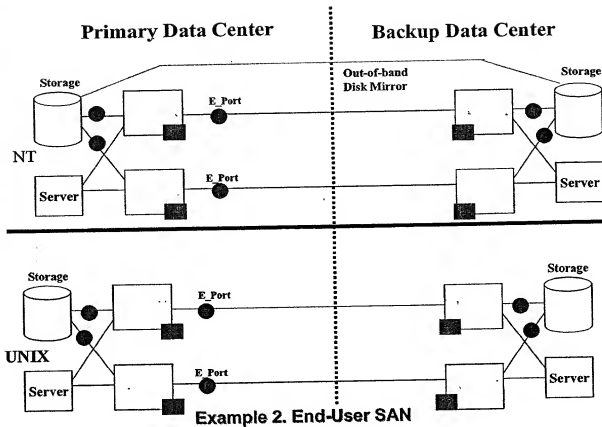 Primary Data Center
Backup Data Center
Storage
Out-of-band
Disk Mirror
Storage
E_Port
NT
E_Port
Server
Server
Storage
Storage
E_Port
UNIX
E_Port
Server
Server
Example 2. End-User SAN